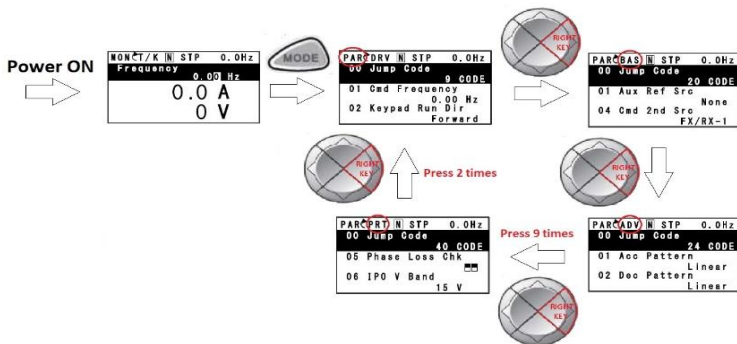 Power ON
MON T/K N STP 0.0Hz
Frequency
0.00 Hz
0.0 A
0 V
MODE
PAR DRV N STP 0.0Hz
00 Jump Code
9 CODE
01 Cmd Frequency
0.00 Hz
02 Keypad Run Dir
Forward
RIGHT
KEY
PAR BAS N STP 0.0Hz
00 Jump Code
20 CODE
01 Aux Ref Src
None
04 Cmd 2nd Src
FX/RX-1
RIGHT
KEY
PAR ADV N STP 0.0Hz
00 Jump Code
24 CODE
01 Acc Pattern
Linear
02 Dec Pattern
Linear
Press 9 times
RIGHT
KEY
PAR PRT N STP 0.0Hz
00 Jump Code
40 CODE
05 Phase Loss Chk
06 IPO V Band
15 V
RIGHT
KEY
Press 2 times